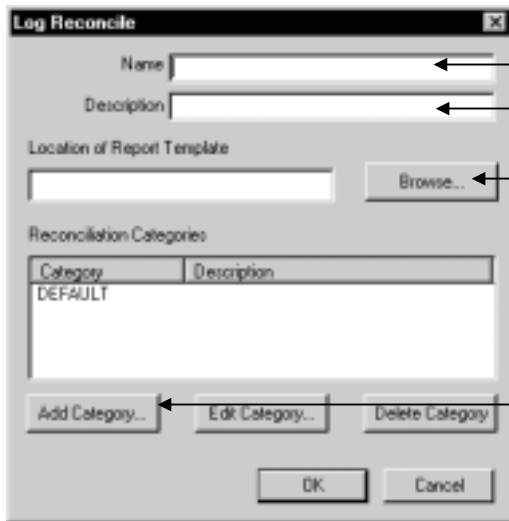 Log Reconcile
Name
Description
Location of Report Template
Browse...
Reconciliation Categories
Category Description
DEFAULT
Add Category... Edit Category... Delete Category
OK Cancel